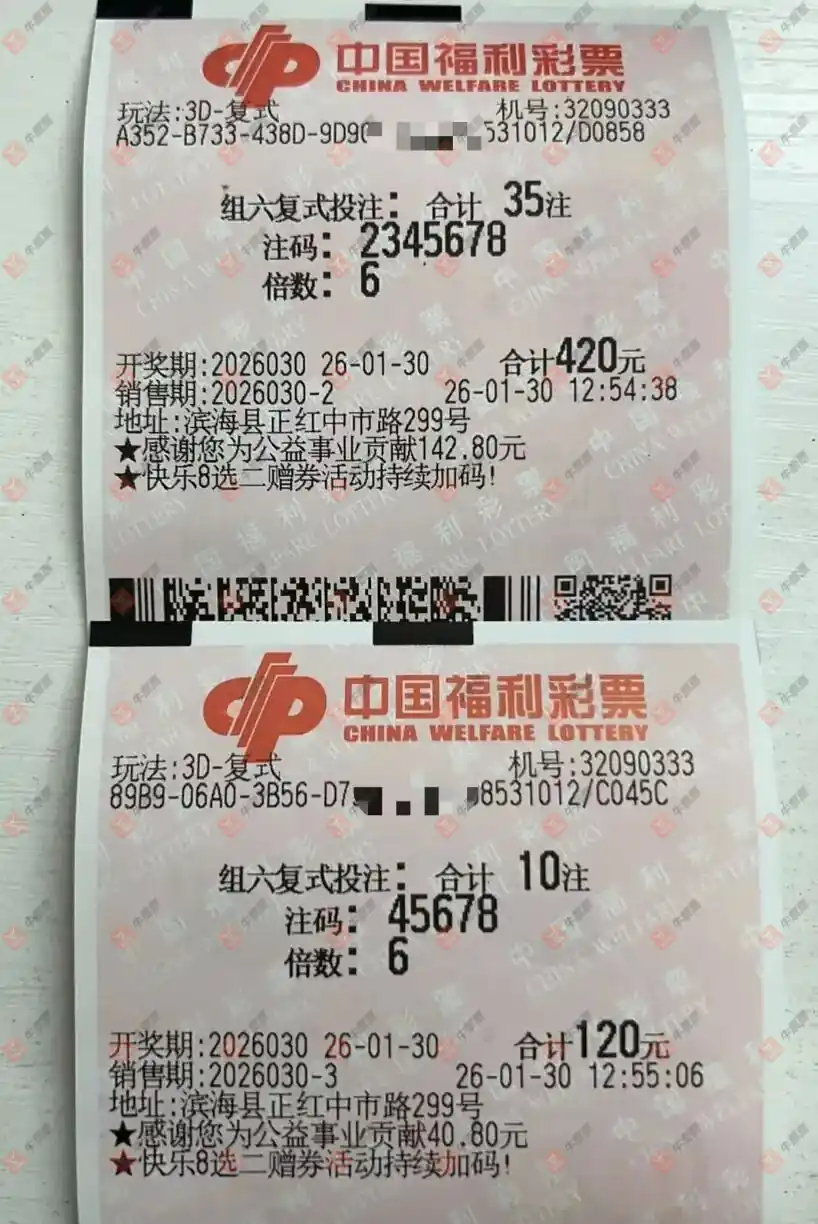 中国福利彩票
CHINA WELFARE LOTTERY
玩法:3D-复式 机号:32090333
A352-B733-438D-9D90 531012/D0858
组六复式投注: 合计 35注
注码: 2345678
倍数: 6
开奖期:2026030 26-01-30 合计420元
销售期:2026030-2 26-01-30 12:54:38
地址:滨海县正红中市路299号
★感谢您为公益事业贡献142.80元
★快乐8选二赠券活动持续加码!
中国福利彩票
CHINA WELFARE LOTTERY
玩法:3D-复式 机号:32090333
89B9-06A0-3B56-D7 8531012/C045C
组六复式投注: 合计 10注
注码: 45678
倍数: 6
开奖期:2026030 26-01-30 合计120元
销售期:2026030-3 26-01-30 12:55:06
地址:滨海县正红中市路299号
★感谢您为公益事业贡献40.80元
★快乐8选二赠券活动持续加码!